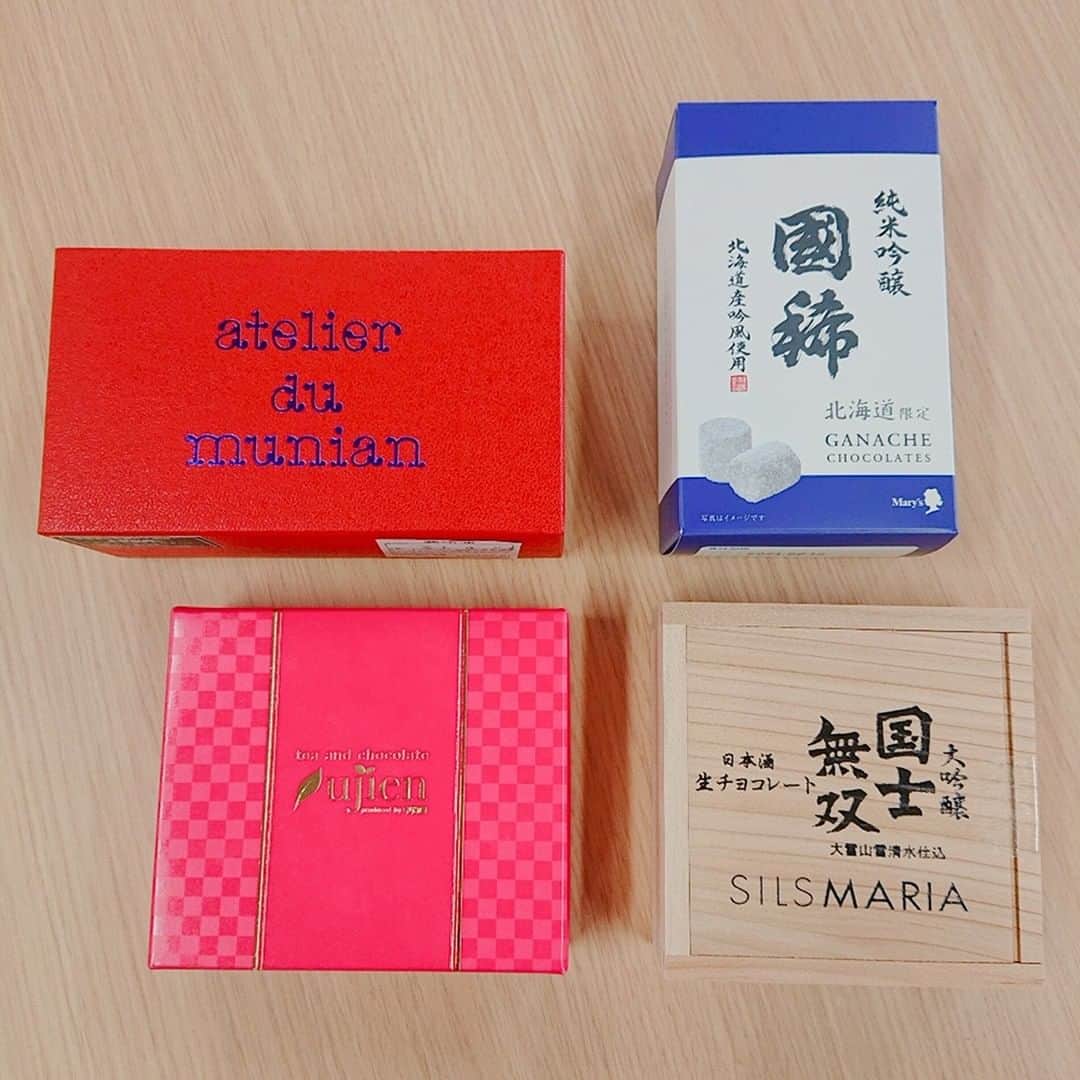 atelier
du
munian
純米吟醸
國稀
北海道産吟風使用
北海道限定
GANACHE
CHOCOLATES
Mary's
写真はイメージです
tea and chocolate
Fujien
produced by
大吟醸
国士
無双
日本酒
生チョコレート
大雪山雪清水仕込
SILSMARIA